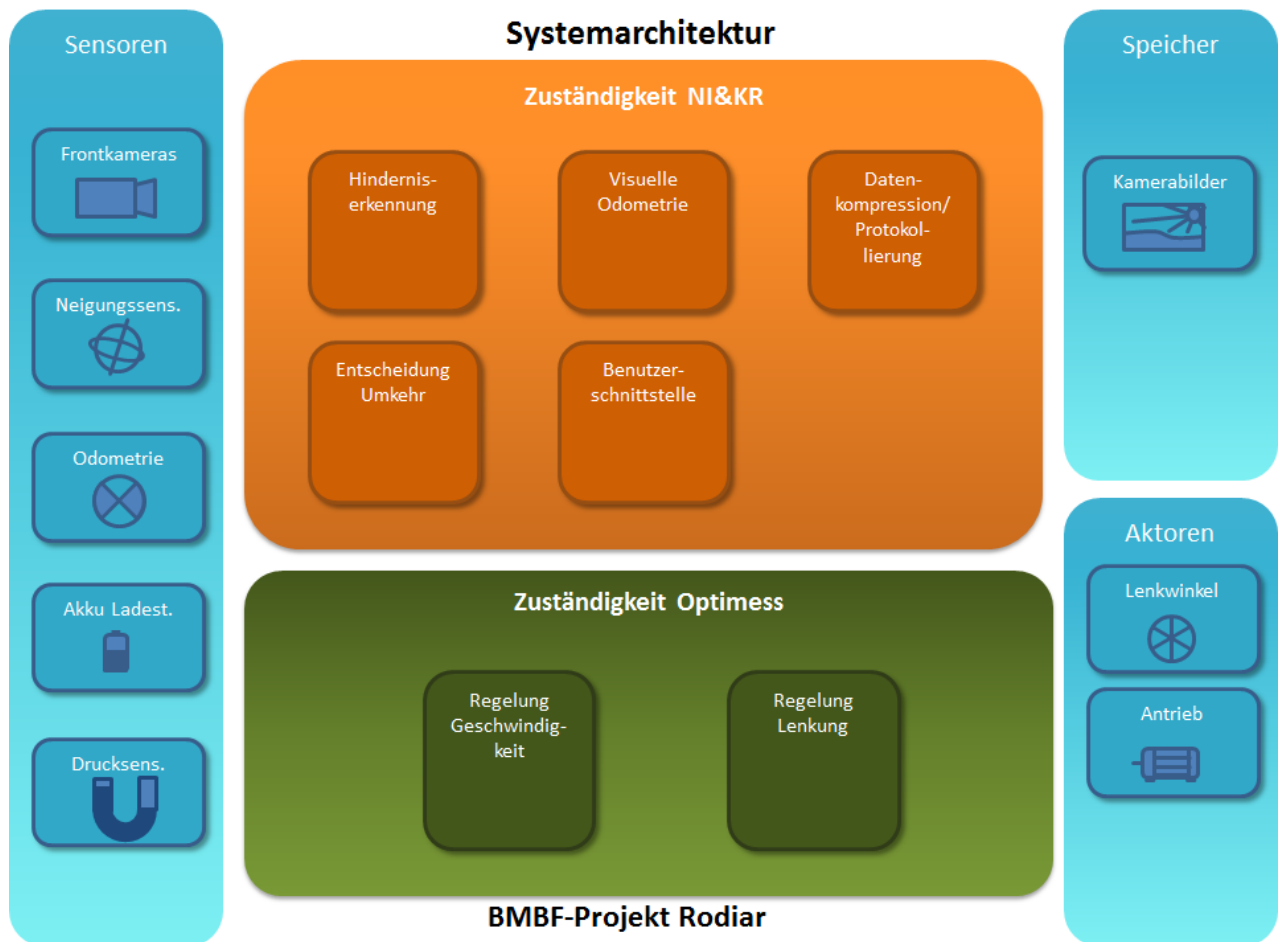 Systemarchitektur
Sensoren
Frontkameras
Neigungssens.
Odometrie
Akku Ladest.
Drucksens.
Zuständigkeit NI&KR
Hindernis-
erkennung
Visuelle
Odometrie
Daten-
kompression/
Protokol-
lierung
Entscheidung
Umkehr
Benutzer-
schnittstelle
Zuständigkeit Optimess
Regelung
Geschwindig-
keit
Regelung
Lenkung
Speicher
Kamerabilder
Aktoren
Lenkwinkel
Antrieb
BMBF-Projekt Rodiar